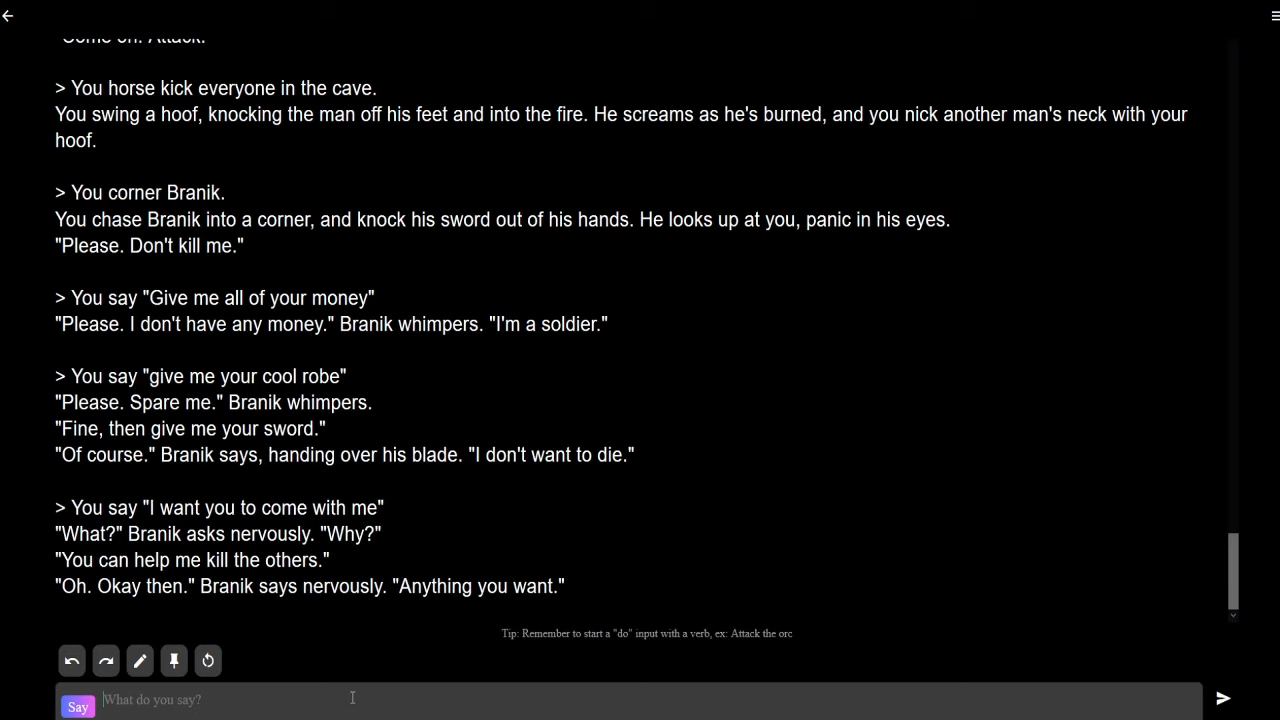 "Come on. Attack."
> You horse kick everyone in the cave.
You swing a hoof, knocking the man off his feet and into the fire. He screams as he's burned, and you nick another man's neck with your
hoof.
> You corner Branik.
You chase Branik into a corner, and knock his sword out of his hands. He looks up at you, panic in his eyes.
"Please. Don't kill me."
> You say "Give me all of your money"
"Please. I don't have any money." Branik whimpers. "I'm a soldier."
> You say "give me your cool robe"
"Please. Spare me." Branik whimpers.
"Fine, then give me your sword."
"Of course." Branik says, handing over his blade. "I don't want to die."
> You say "I want you to come with me"
"What?" Branik asks nervously. "Why?"
"You can help me kill the others."
"Oh. Okay then." Branik says nervously. "Anything you want."
Tip: Remember to start a "do" input with a verb, ex: Attack the orc
Say What do you say?